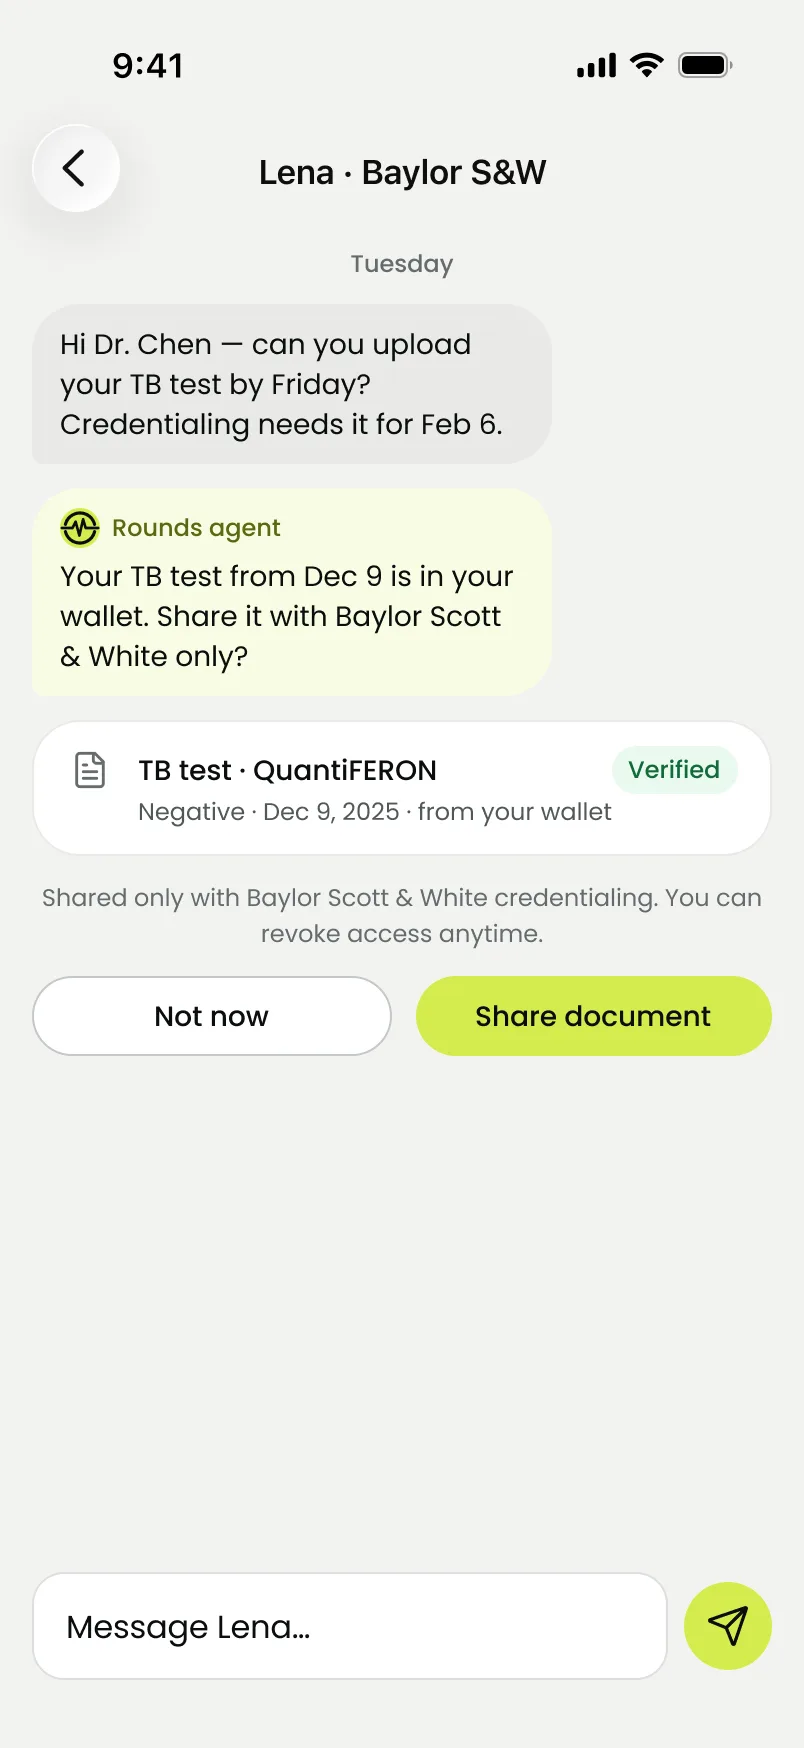 9:41
Lena · Baylor S&W
Tuesday
Hi Dr. Chen — can you upload
your TB test by Friday?
Credentialing needs it for Feb 6.
Rounds agent
Your TB test from Dec 9 is in your
wallet. Share it with Baylor Scott
& White only?
TB test · QuantiFERON
Verified
Negative · Dec 9, 2025 · from your wallet
Shared only with Baylor Scott & White credentialing. You can
revoke access anytime.
Not now
Share document
Message Lena...